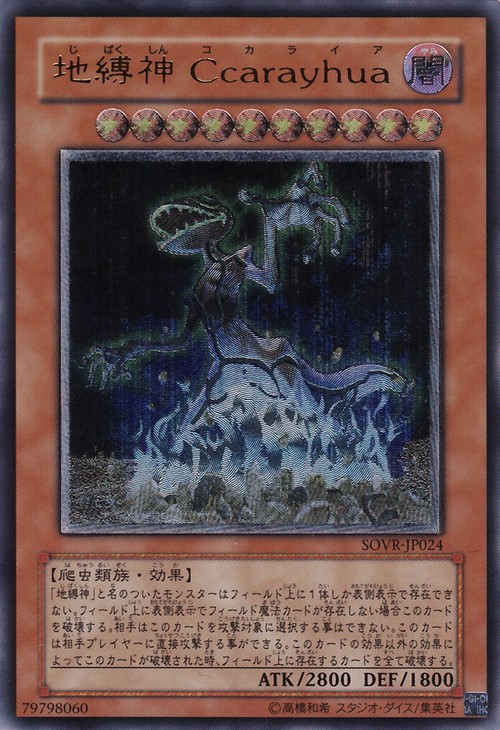 地縛神 Ccarayhua
闇
SOVR-JP024
【爬虫類族・効果】
「地縛神」と名のついたモンスターはフィールド上に1体しか表側表示で存在でき
ない。フィールド上に表側表示でフィールド魔法カードが存在しない場合このカード
を破壊する。相手はこのカードを攻撃対象に選択する事はできない。このカード
は相手プレイヤーに直接攻撃する事ができる。このカードの効果以外の効果に
よってこのカードが破壊された時、フィールド上に存在するカードを全て破壊する。
ATK/2800 DEF/1800
79798060
©高橋和希 スタジオ・ダイス/集英社